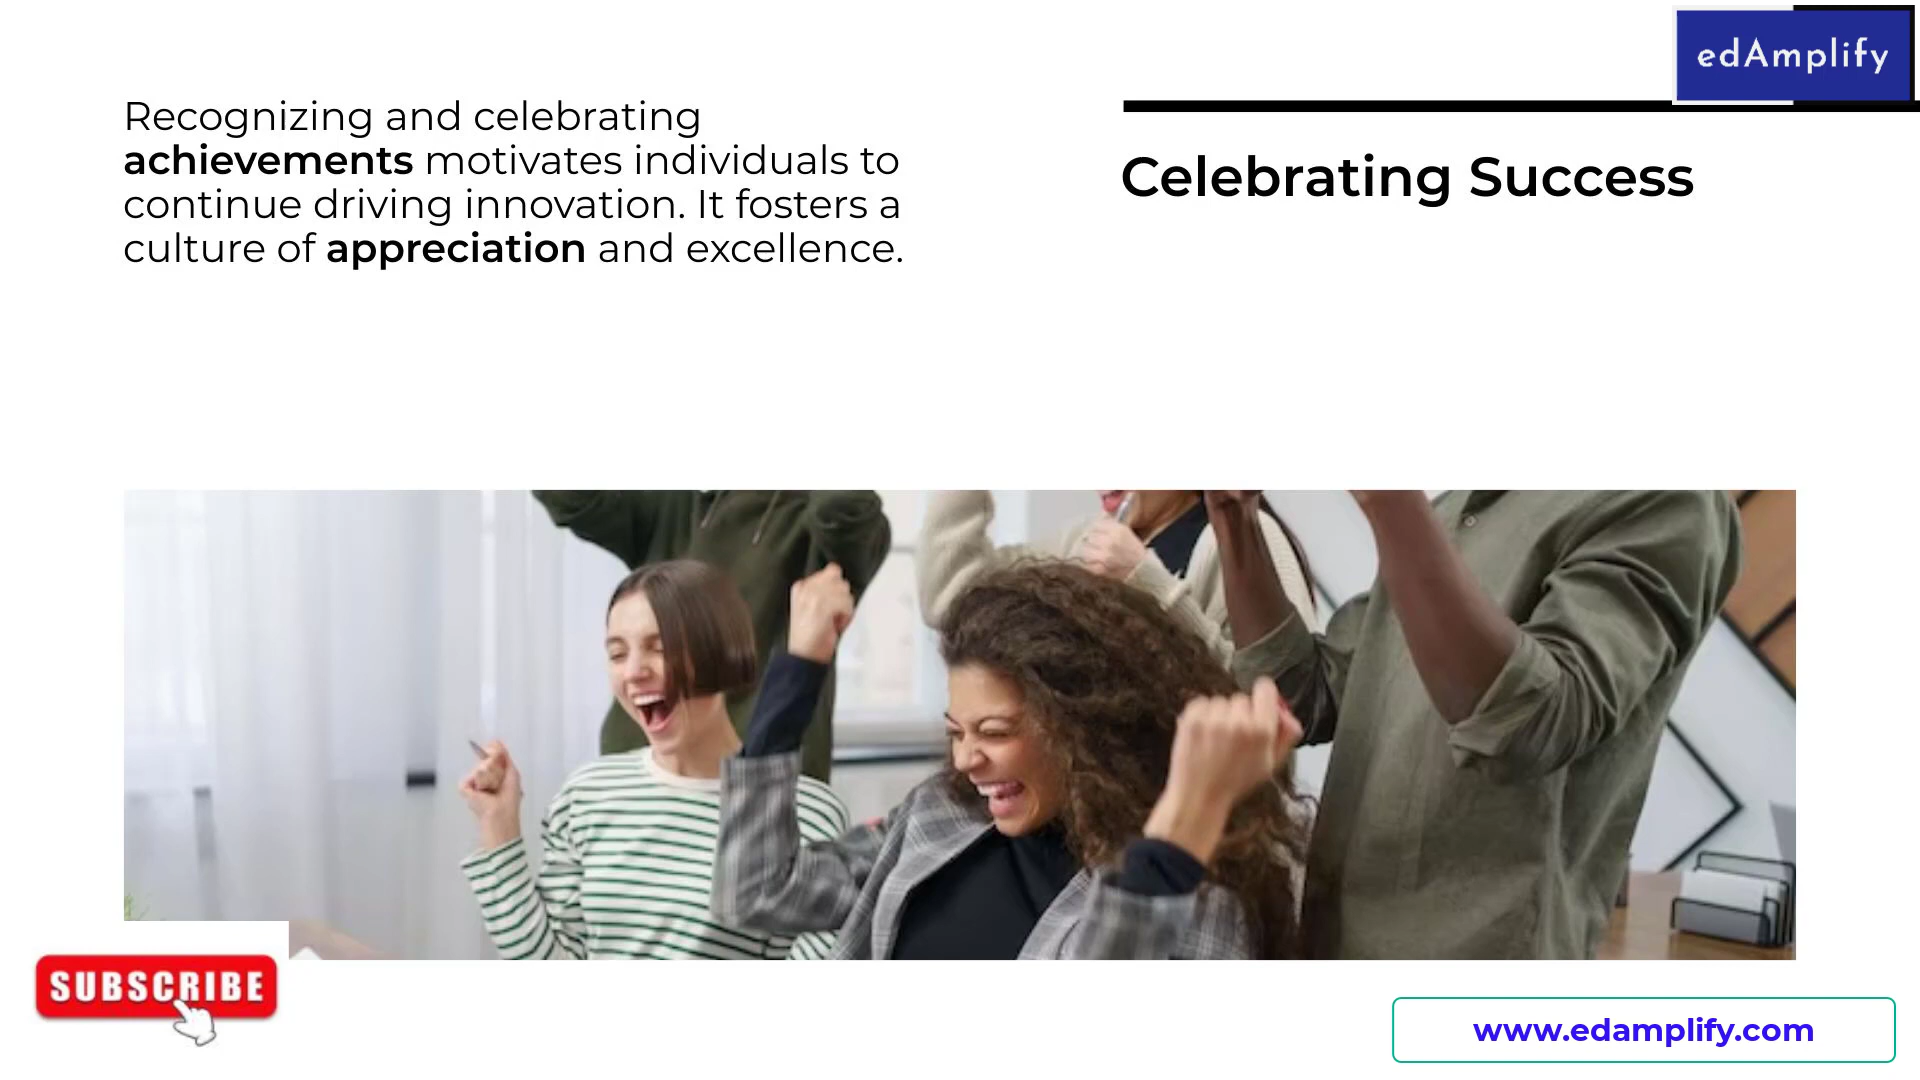 edAmplify
Recognizing and celebrating
achievements motivates individuals to
continue driving innovation. It fosters a
culture of appreciation and excellence.
Celebrating Success
SUBSCRIBE
www.edamplify.com